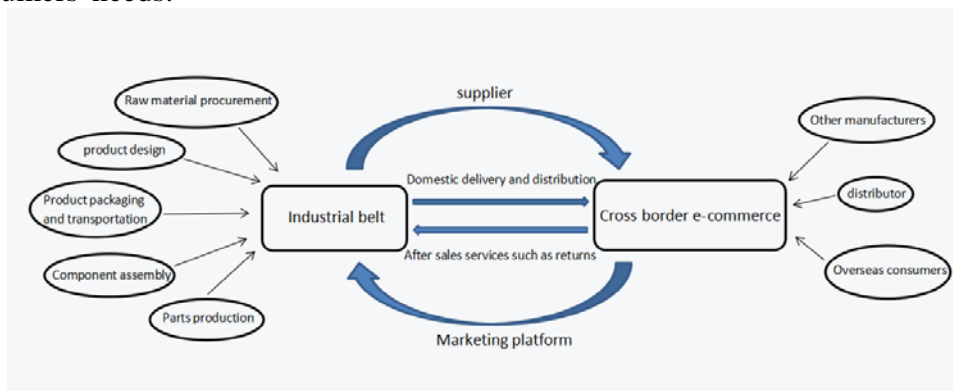 needs.
supplier
Raw material procurement
product design
Product packaging
and transportation
Component assembly
Parts production
Industrial belt
Domestic delivery and distribution
After sales services such as returns
Marketing platform
Cross border e-commerce
Other manufacturers
distributor
Overseas consumers